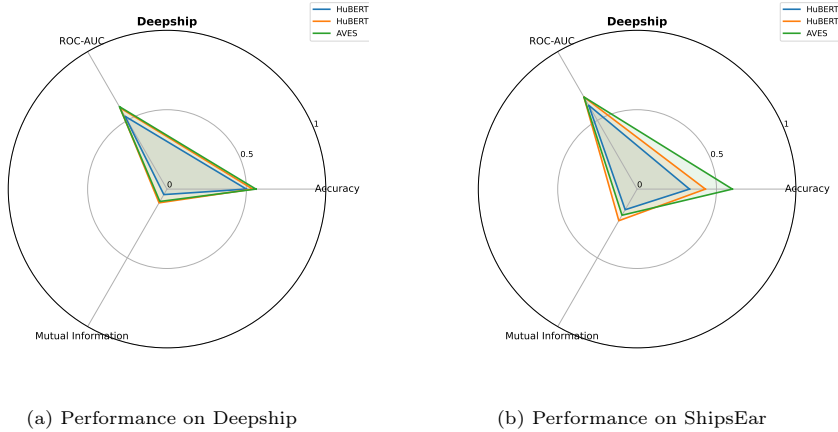 Deepship
HuBERT
HuBERT
AVES
ROC-AUC
1
0.5
0
Accuracy
Mutual Information
(a) Performance on Deepship
Deepship
HuBERT
HuBERT
AVES
ROC-AUC
1
0.5
0
Accuracy
Mutual Information
(b) Performance on ShipsEar